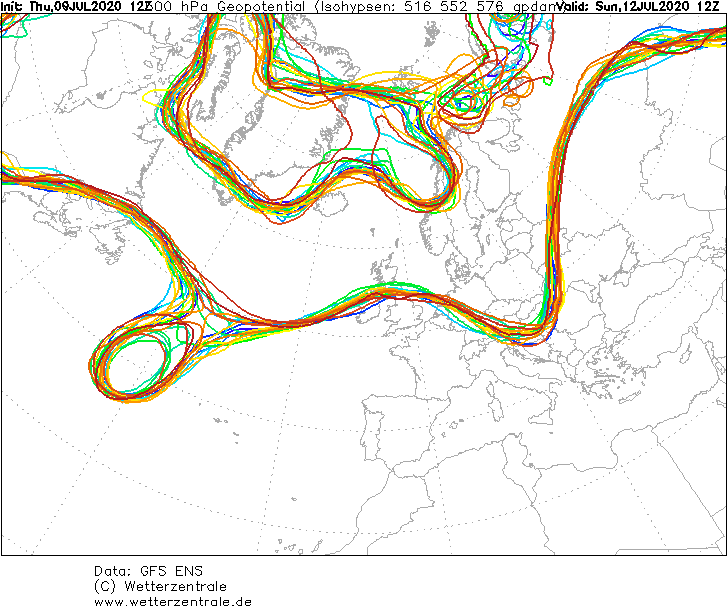 Init: Thu,09JUL2020 12Z 500 hPa Geopotential (Isohypsen: 516 552 576 gpdam) Valid: Sun,12JUL2020 12Z
Data: GFS ENS
(C) Wetterzentrale
www.wetterzentrale.de